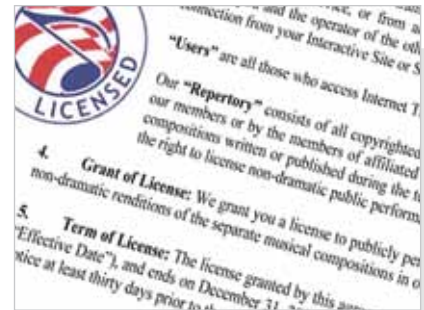 and the operator of the oth
connection from your Interactive Site or S
"Users" are all those who access Internet T
LICENSED
Our "Repertory" consists of all copyrighted
our members or by the members of affiliated
compositions written or published during the
the right to license non-dramatic public perform
4. Grant of License: We grant you a license to publicly per
non-dramatic renditions of the separate musical compositions in o
5. Term of License: The license granted by this
"Effective Date"), and ends on December 31,
notice at least thirty days prior to